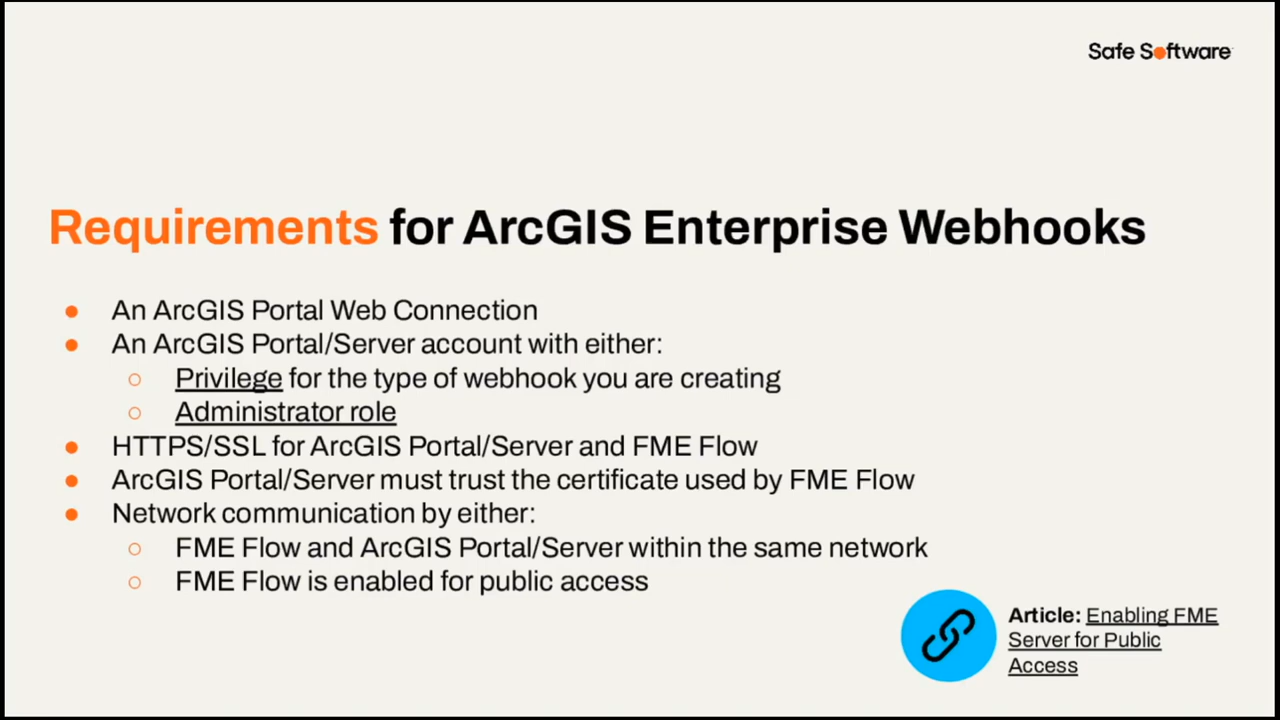 Safe Software
Requirements for ArcGIS Enterprise Webhooks
● An ArcGIS Portal Web Connection
● An ArcGIS Portal/Server account with either:
○ Privilege for the type of webhook you are creating
○ Administrator role
● HTTPS/SSL for ArcGIS Portal/Server and FME Flow
● ArcGIS Portal/Server must trust the certificate used by FME Flow
● Network communication by either:
○ FME Flow and ArcGIS Portal/Server within the same network
○ FME Flow is enabled for public access
Article: Enabling FME
Server for Public
Access